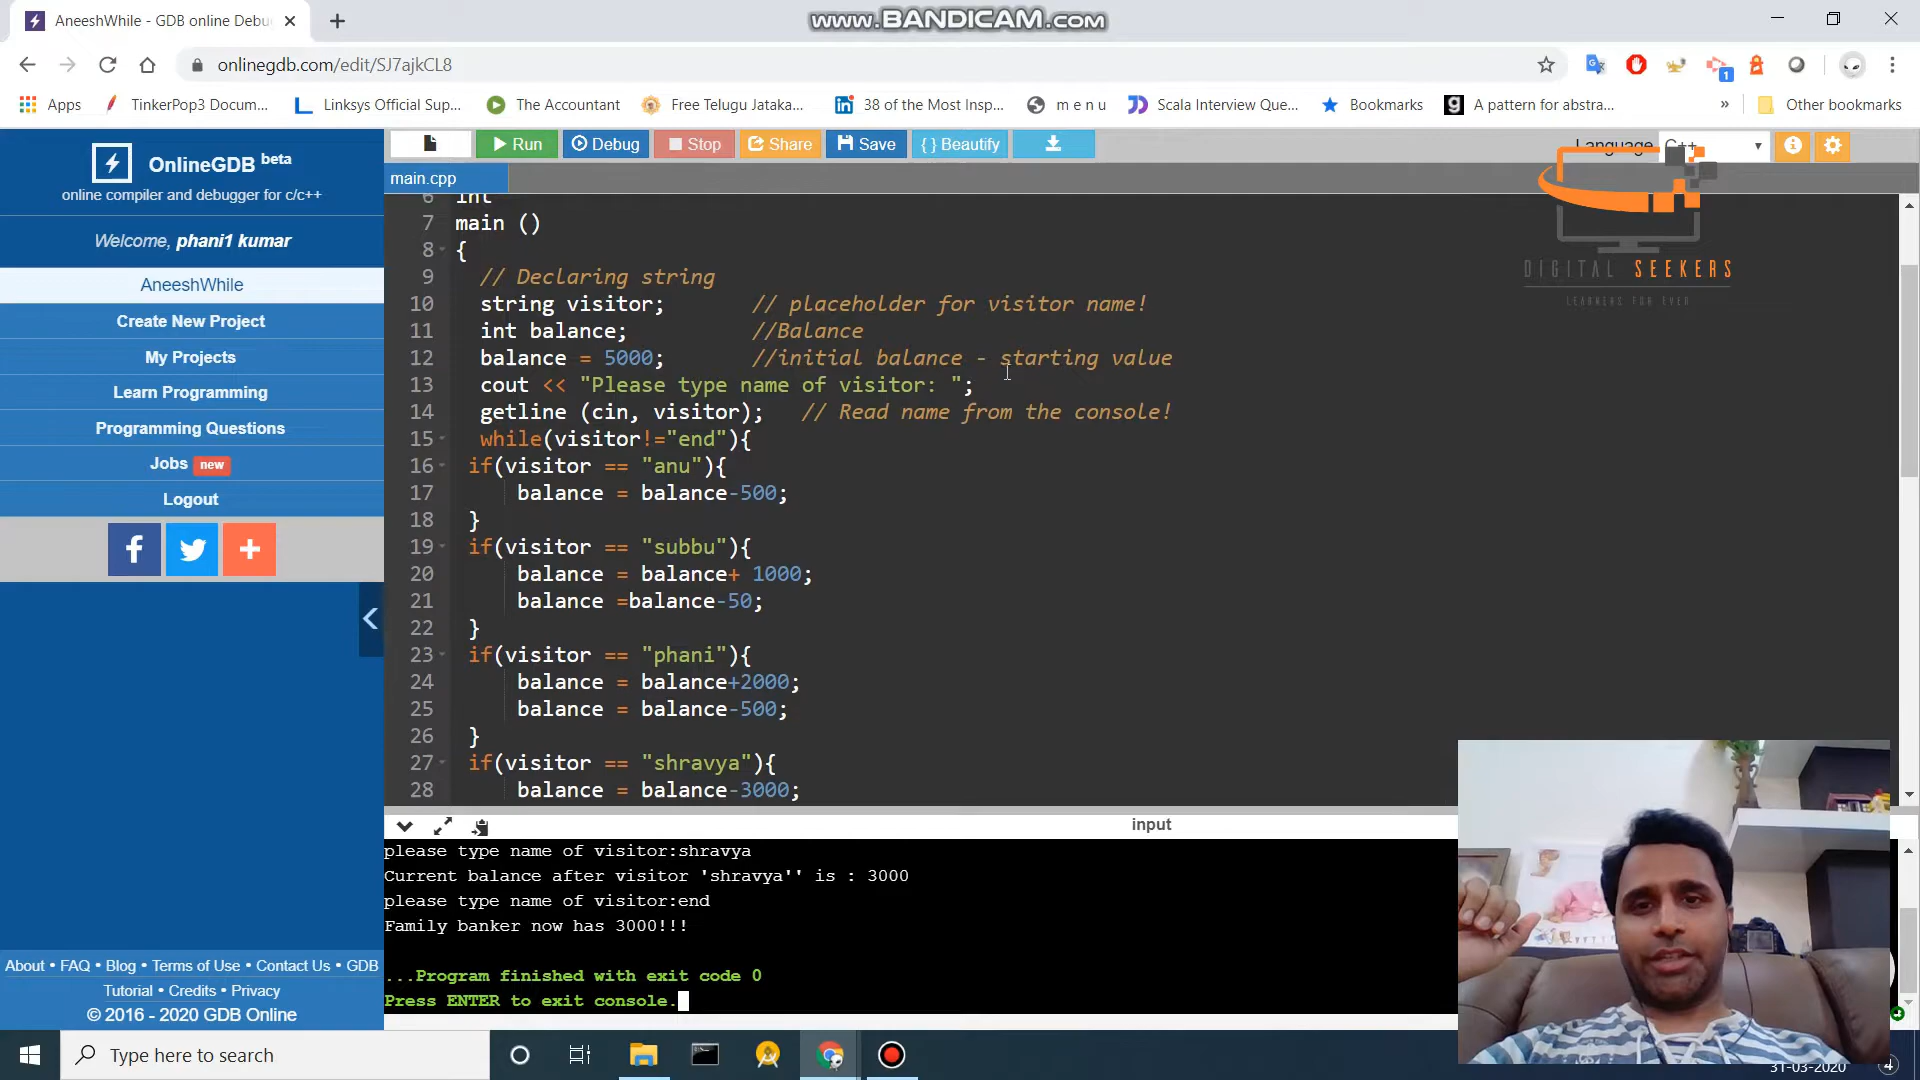 AneeshWhile - GDB online Debu
www.BANDICAM.com
onlinegdb.com/edit/SJ7ajkCL8
1
Apps
TinkerPop3 Docum...
Linksys Official Sup...
The Accountant
Free Telugu Jataka...
38 of the Most Insp...
m e n u
Scala Interview Que...
Bookmarks
A pattern for abstra...
»
Other bookmarks
OnlineGDB beta
online compiler and debugger for c/c++
Welcome, phani1 kumar
AneeshWhile
Create New Project
My Projects
Learn Programming
Programming Questions
Jobs new
Logout
About • FAQ • Blog • Terms of Use • Contact Us • GDB
Tutorial • Credits • Privacy
© 2016 - 2020 GDB Online
Run
Debug
Stop
Share
Save
{ } Beautify
Language
C++
main.cpp
DIGITAL SEEKERS
LEARNERS FOR EVER
6 int
7 main ()
8 {
9 // Declaring string
10 string visitor; // placeholder for visitor name!
11 int balance; //Balance
12 balance = 5000; //initial balance - starting value
13 cout << "Please type name of visitor: ";
14 getline (cin, visitor); // Read name from the console!
15 while(visitor!="end"){
16 if(visitor == "anu"){
17 balance = balance-500;
18 }
19 if(visitor == "subbu"){
20 balance = balance+ 1000;
21 balance =balance-50;
22 }
23 if(visitor == "phani"){
24 balance = balance+2000;
25 balance = balance-500;
26 }
27 if(visitor == "shravya"){
28 balance = balance-3000;
input
please type name of visitor:shravya
Current balance after visitor 'shravya'' is : 3000
please type name of visitor:end
Family banker now has 3000!!!
...Program finished with exit code 0
Press ENTER to exit console.
Type here to search
31-03-2020
4